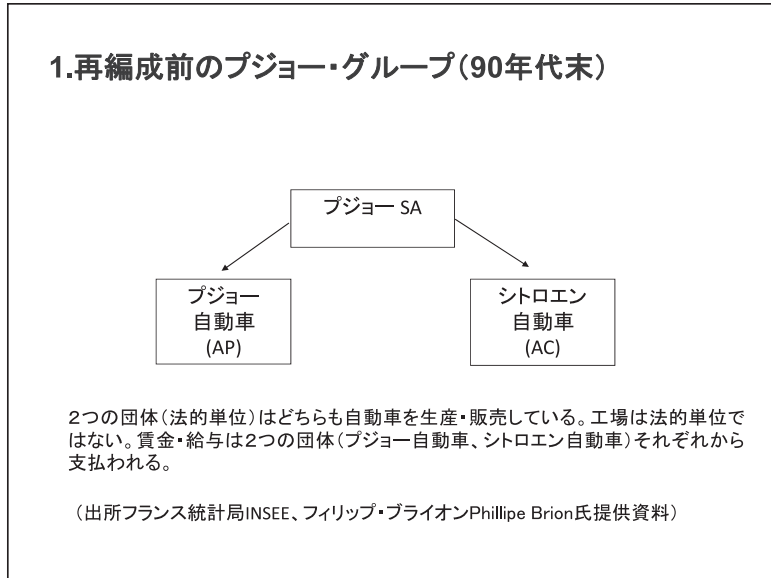 1.再編成前のプジョー・グループ(90年代末)
プジョー SA
プジョー
自動車
(AP)
シトロエン
自動車
(AC)
2つの団体(法的単位)はどちらも自動車を生産・販売している。工場は法的単位で
はない。賃金・給与は2つの団体(プジョー自動車、シトロエン自動車)それぞれから
支払われる。
(出所フランス統計局INSEE、フィリップ・ブライオンPhillipe Brion氏提供資料)